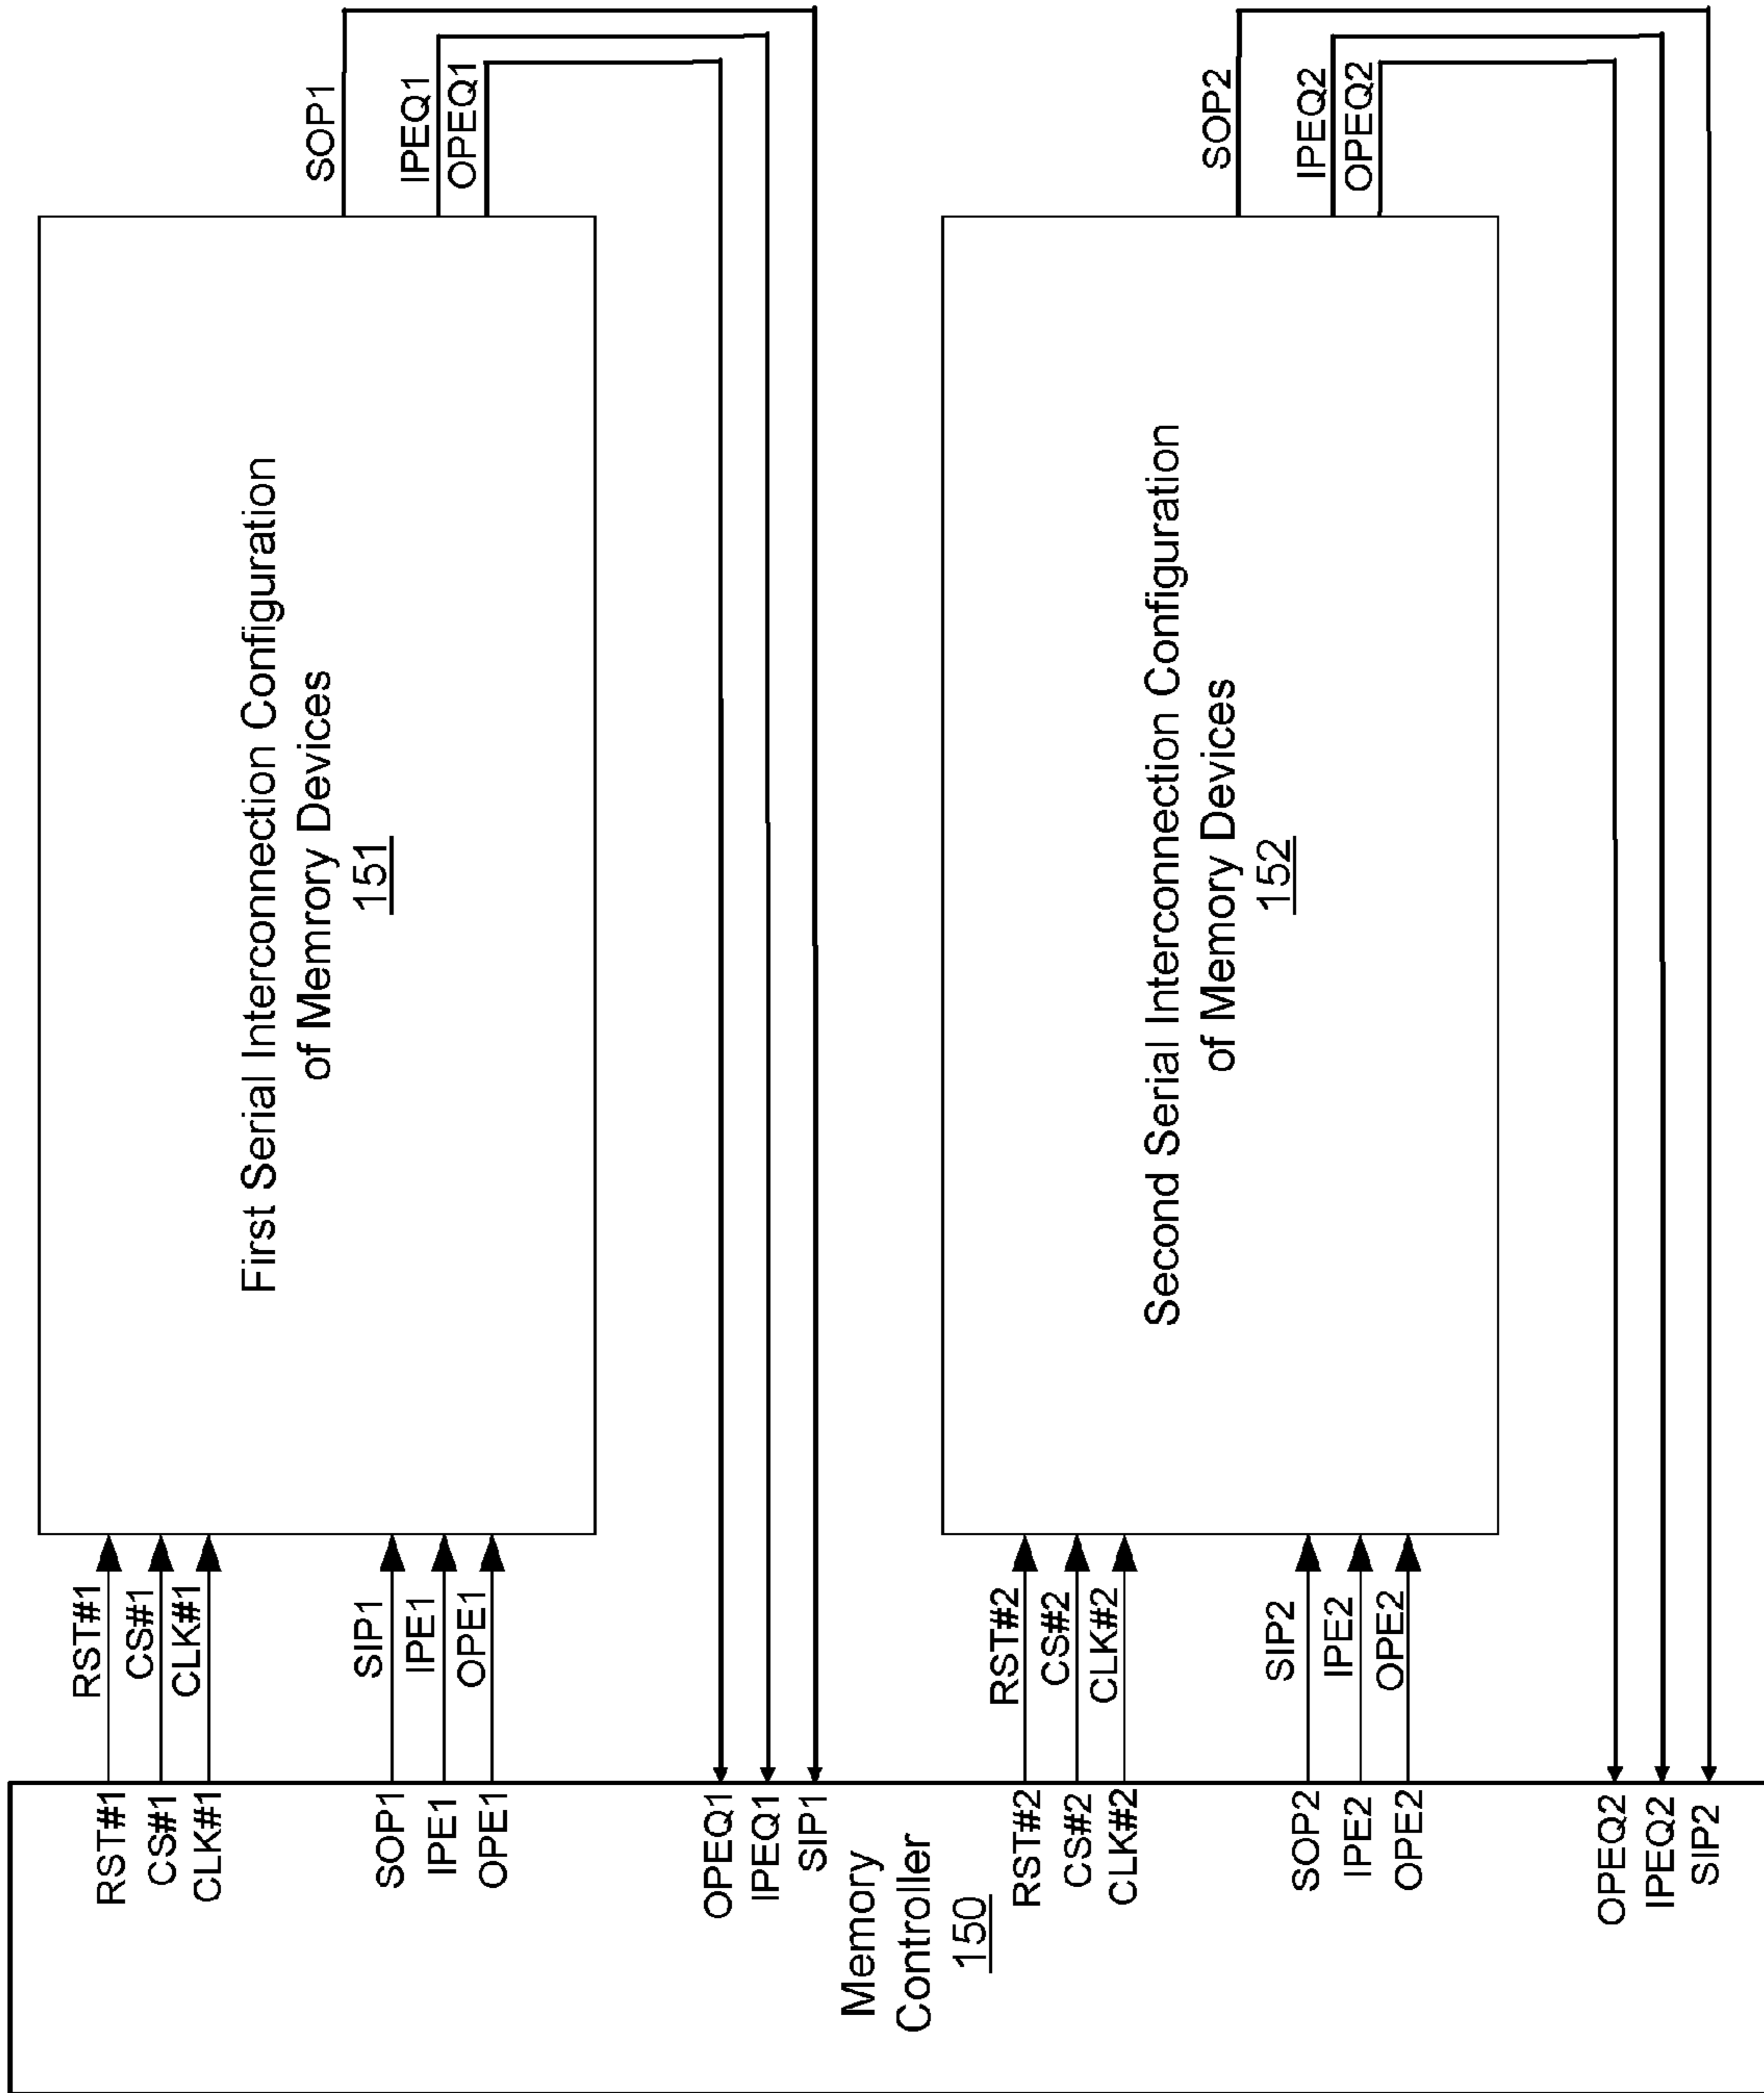 RST#1
CS#1
CLK#1
SOP1
IPE1
OPE1
OPEQ1
IPEQ1
SIP1
Memory
Controller
150
RST#2
CS#2
CLK#2
SOP2
IPE2
OPE2
OPEQ2
IPEQ2
SIP2
RST#1
CS#1
CLK#1
SIP1
IPE1
OPE1
First Serial Interconnection Configuration
of Memrory Devices
151
SOP1
IPEQ1
OPEQ1
RST#2
CS#2
CLK#2
SIP2
IPE2
OPE2
Second Serial Interconnection Configuration
of Memory Devices
152
SOP2
IPEQ2
OPEQ2